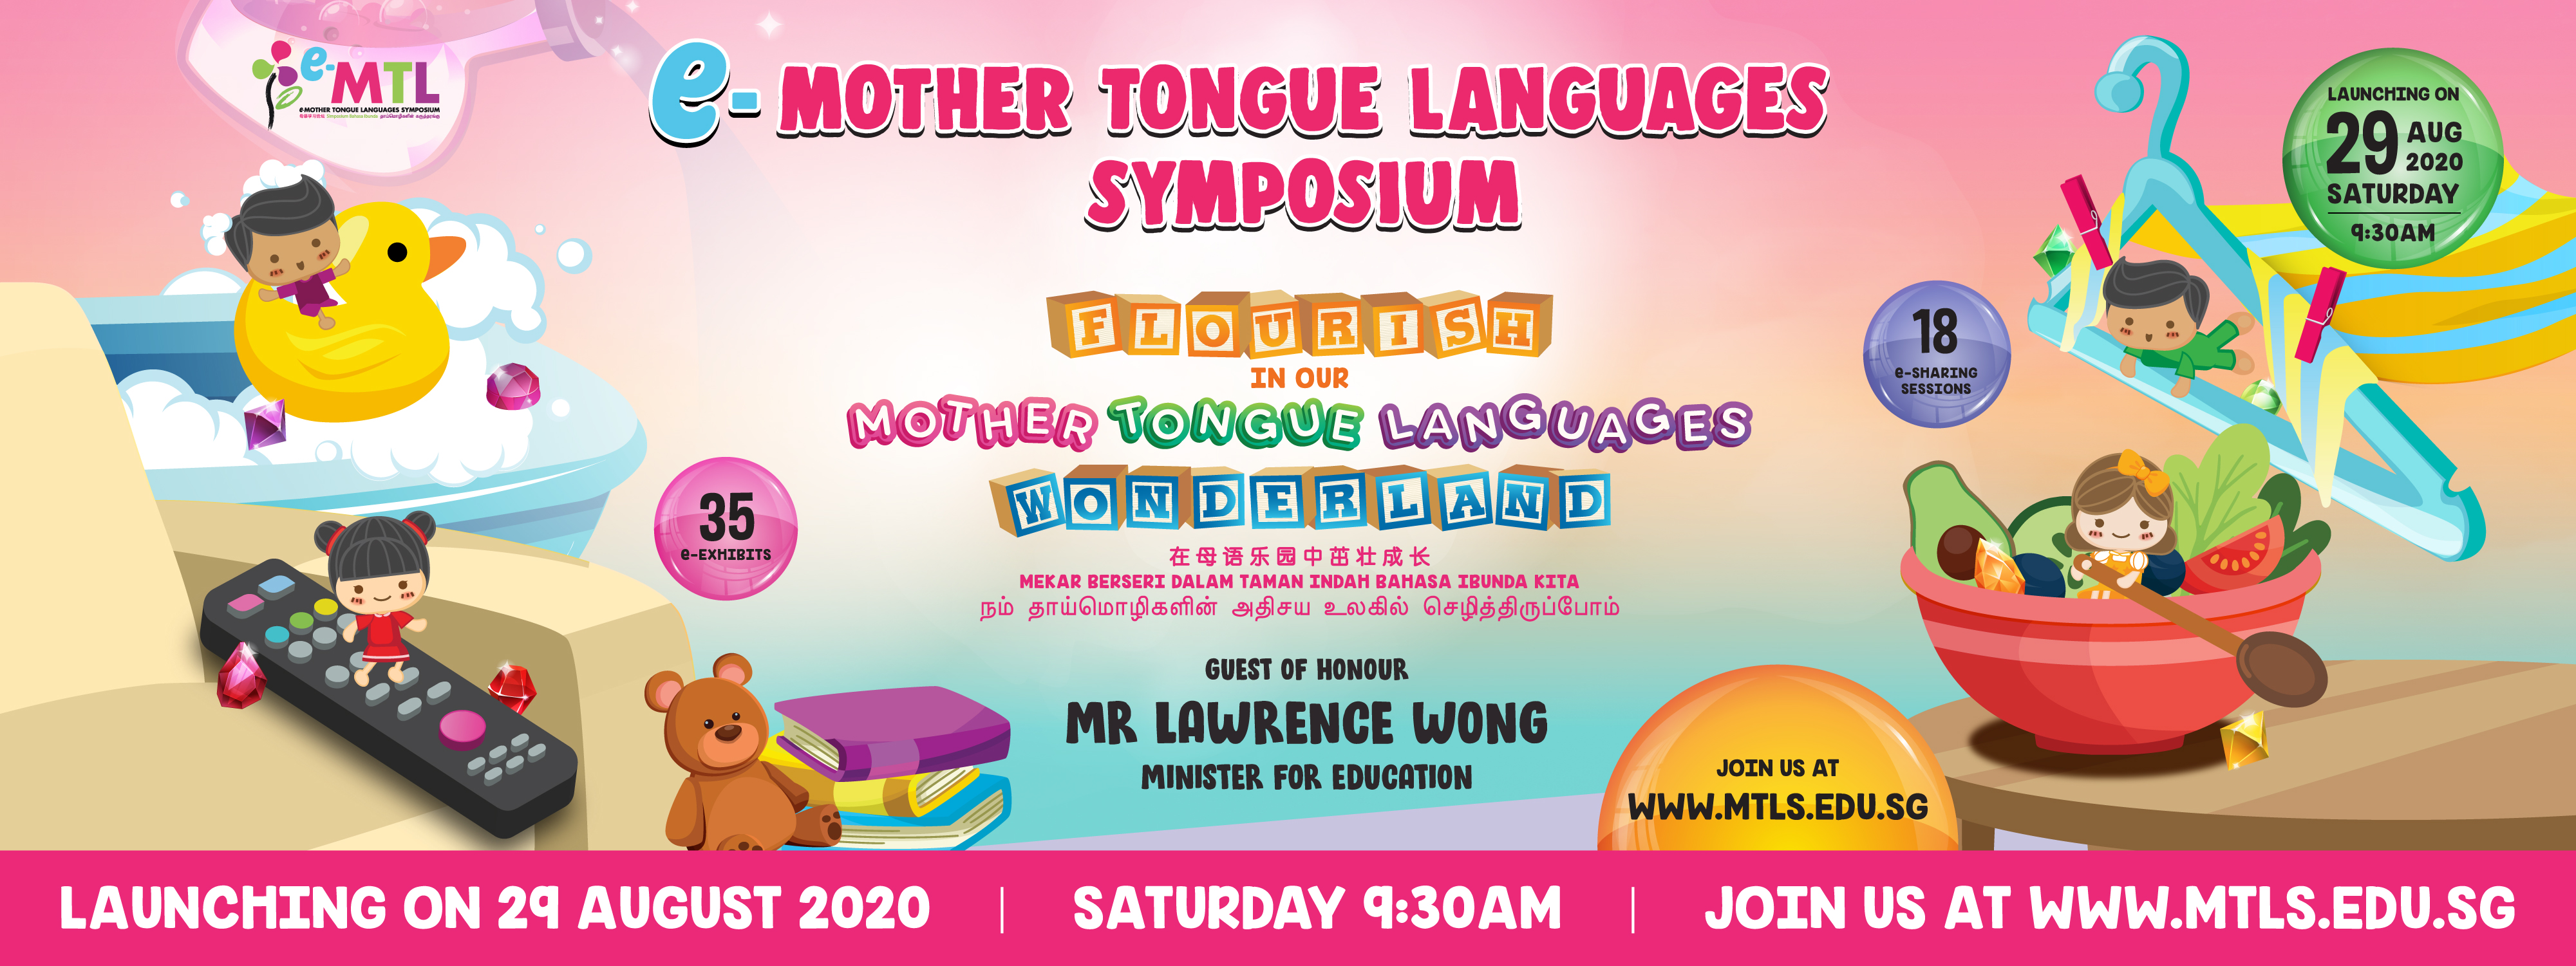 e-MTL
e-MOTHER TONGUE LANGUAGES SYMPOSIUM
e- MOTHER TONGUE LANGUAGES
SYMPOSIUM
LAUNCHING ON
29 AUG
2020
SATURDAY
9:30AM
FLOURISH
IN OUR
MOTHER TONGUE LANGUAGES
WONDERLAND
18
e-SHARING
SESSIONS
35
e-EXHIBITS
在母语乐园中茁壮成长
MEKAR BERSERI DALAM TAMAN INDAH BAHASA IBUNDA KITA
நம் தாய்மொழிகளின் அதிசய உலகில் செழித்திருப்போம்
GUEST OF HONOUR
MR LAWRENCE WONG
MINISTER FOR EDUCATION
JOIN US AT
WWW.MTLS.EDU.SG
LAUNCHING ON 29 AUGUST 2020 | SATURDAY 9:30AM | JOIN US AT WWW.MTLS.EDU.SG